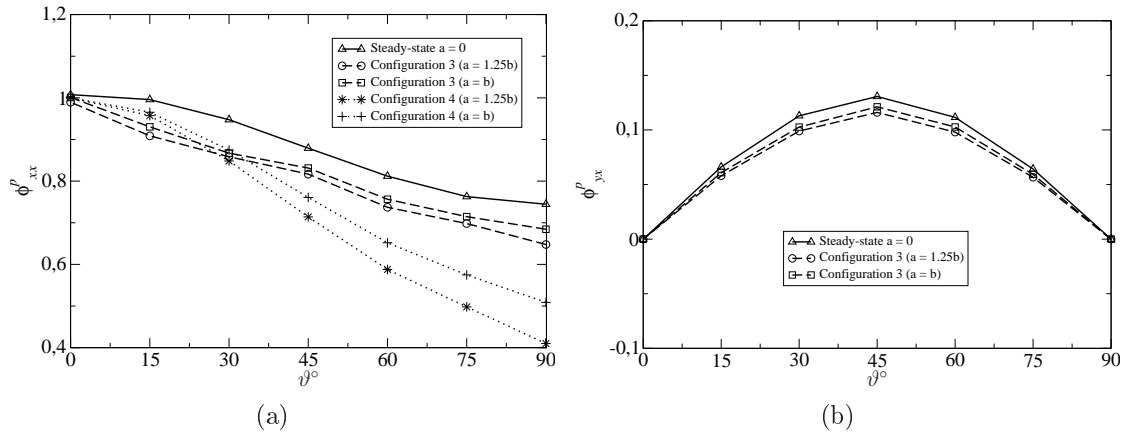 1,2
1
0,8
0,6
0,4
ϕᵖxx
Steady-state a = 0
Configuration 3 (a = 1.25b)
Configuration 3 (a = b)
Configuration 4 (a = 1.25b)
Configuration 4 (a = b)
0 15 30 45 60 75 90
ϑ°
(a)
0,2
0,1
0
-0,1
ϕᵖyx
Steady-state a = 0
Configuration 3 (a = 1.25b)
Configuration 3 (a = b)
0 15 30 45 60 75 90
ϑ°
(b)